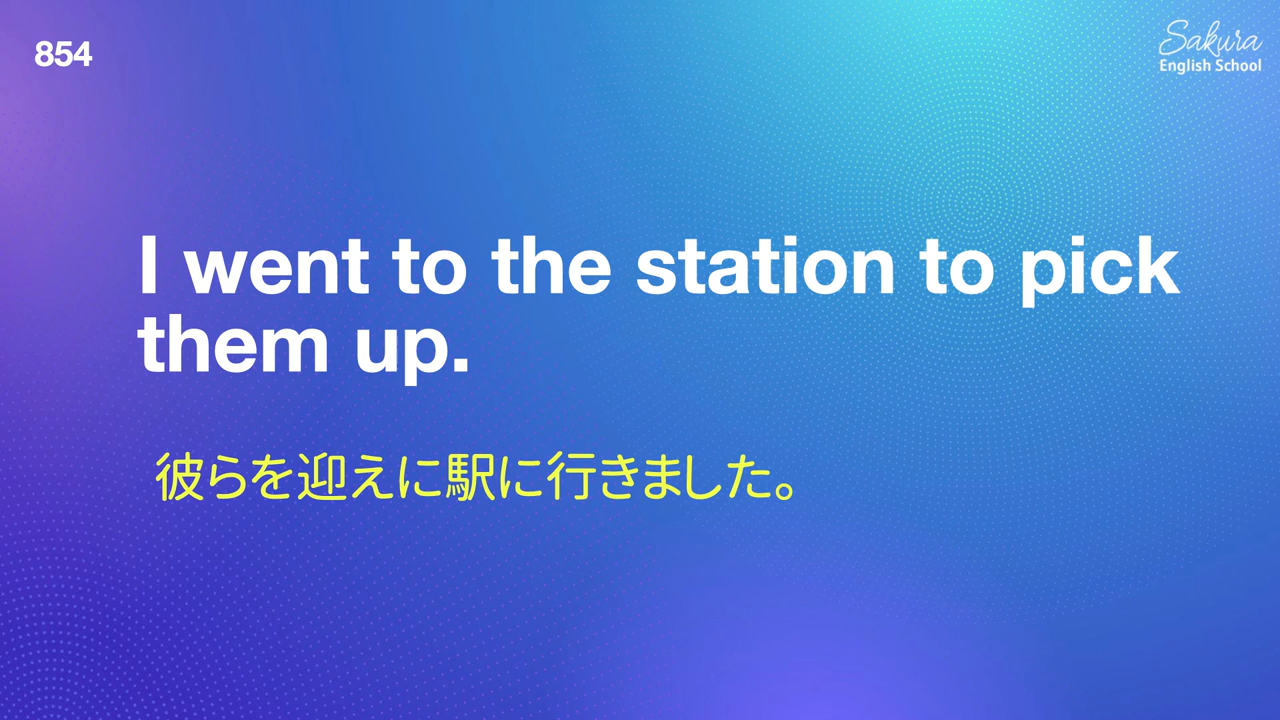 854
Sakura
English School
I went to the station to pick
them up.
彼らを迎えに駅に行きました。